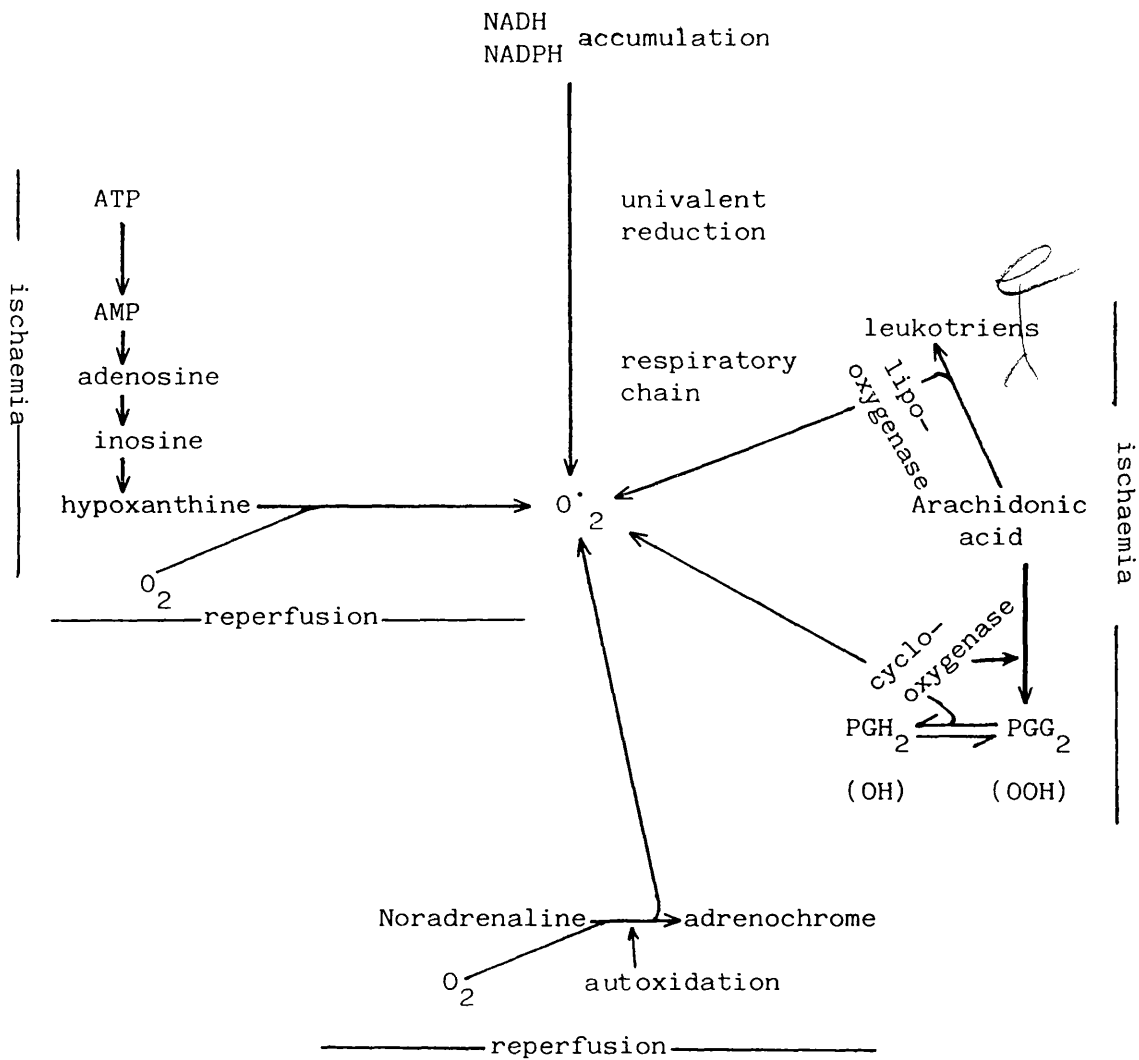 NADH
NADPH
accumulation
univalent
reduction
respiratory
chain
ischaemia
ATP
AMP
adenosine
inosine
hypoxanthine
O2
reperfusion
O˙2
leukotriens
lipo-
oxygenase
Arachidonic
acid
ischaemia
cyclo-
oxygenase
PGH2
PGG2
(OH)
(OOH)
Noradrenaline
adrenochrome
O2
autoxidation
reperfusion